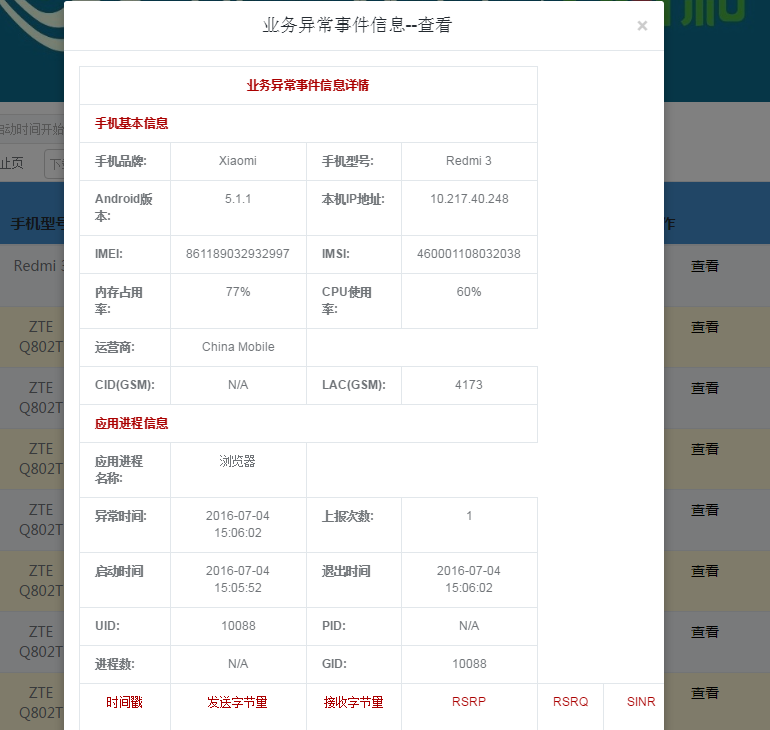 业务异常事件信息--查看
×
业务异常事件信息详情
手机基本信息
手机品牌: Xiaomi 手机型号: Redmi 3
Android版
本: 5.1.1 本机IP地址: 10.217.40.248
IMEI: 861189032932997 IMSI: 460001108032038
内存占用
率: 77% CPU使用
率: 60%
运营商: China Mobile
CID(GSM): N/A LAC(GSM): 4173
应用进程信息
应用进程
名称: 浏览器
异常时间: 2016-07-04
15:06:02 上报次数: 1
启动时间 2016-07-04
15:05:52 退出时间 2016-07-04
15:06:02
UID: 10088 PID: N/A
进程数: N/A GID: 10088
时间戳 发送字节量 接收字节量 RSRP RSRQ SINR
启动时间开始
止页
手机型号
作
Redmi 3 查看
ZTE
Q802T 查看
ZTE
Q802T 查看
ZTE
Q802T 查看
ZTE
Q802T 查看
ZTE
Q802T 查看
ZTE
Q802T 查看
ZTE
Q802T 查看